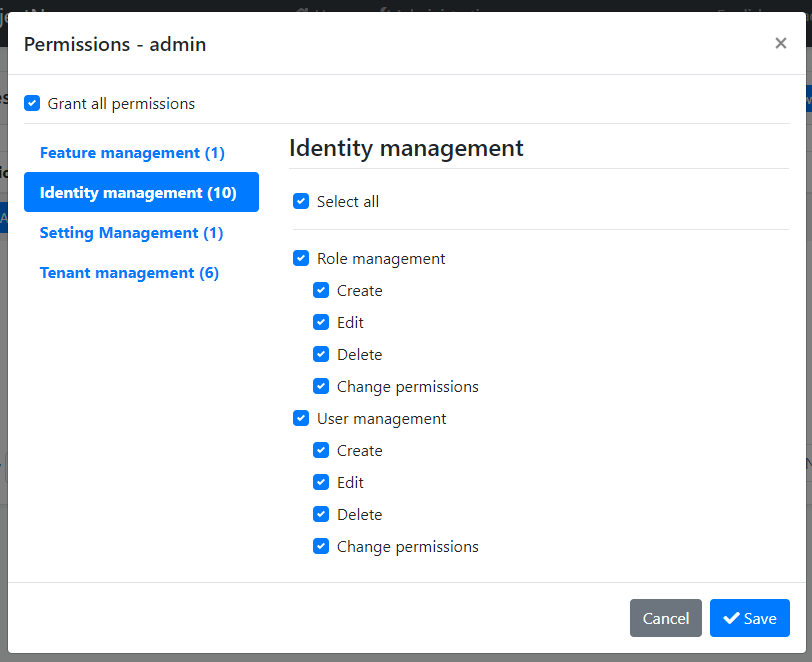 Permissions - admin
×
Grant all permissions
Feature management (1)
Identity management (10)
Setting Management (1)
Tenant management (6)
Identity management
Select all
Role management
Create
Edit
Delete
Change permissions
User management
Create
Edit
Delete
Change permissions
Cancel
Save